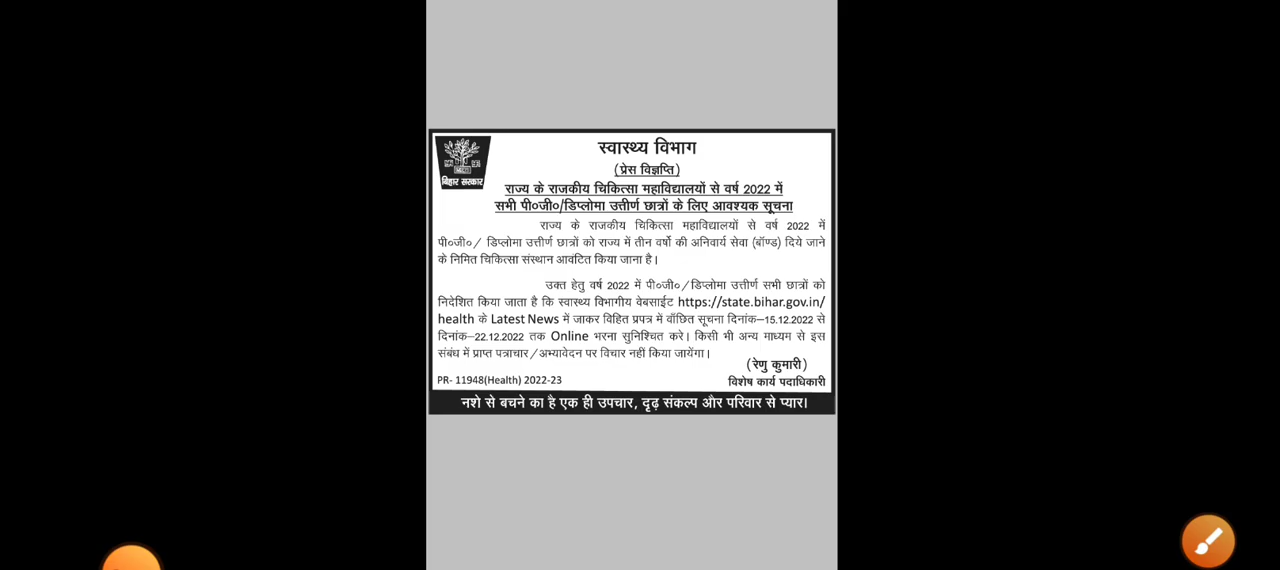 स्वास्थ्य विभाग
(प्रेस विज्ञप्ति)
बिहार सरकार
राज्य के राजकीय चिकित्सा महाविद्यालयों से वर्ष 2022 में
सभी पी०जी०/डिप्लोमा उत्तीर्ण छात्रों के लिए आवश्यक सूचना
राज्य के राजकीय चिकित्सा महाविद्यालयों से वर्ष 2022 में
पी०जी०/ डिप्लोमा उत्तीर्ण छात्रों को राज्य में तीन वर्षो की अनिवार्य सेवा (बॉण्ड) दिये जाने
के निमित चिकित्सा संस्थान आवंटित किया जाना है।
उक्त हेतु वर्ष 2022 में पी०जी०/डिप्लोमा उत्तीर्ण सभी छात्रों को
निदेशित किया जाता है कि स्वास्थ्य विभागीय वेबसाईट https://state.bihar.gov.in/
health के Latest News में जाकर विहित प्रपत्र में वाँछित सूचना दिनांक–15.12.2022 से
दिनांक–22.12.2022 तक Online भरना सुनिश्चित करे। किसी भी अन्य माध्यम से इस
संबंध में प्राप्त पत्राचार/अभ्यावेदन पर विचार नहीं किया जायेंगा।
(रेणु कुमारी)
PR- 11948(Health) 2022-23 विशेष कार्य पदाधिकारी
नशे से बचने का है एक ही उपचार, दृढ़ संकल्प और परिवार से प्यार।